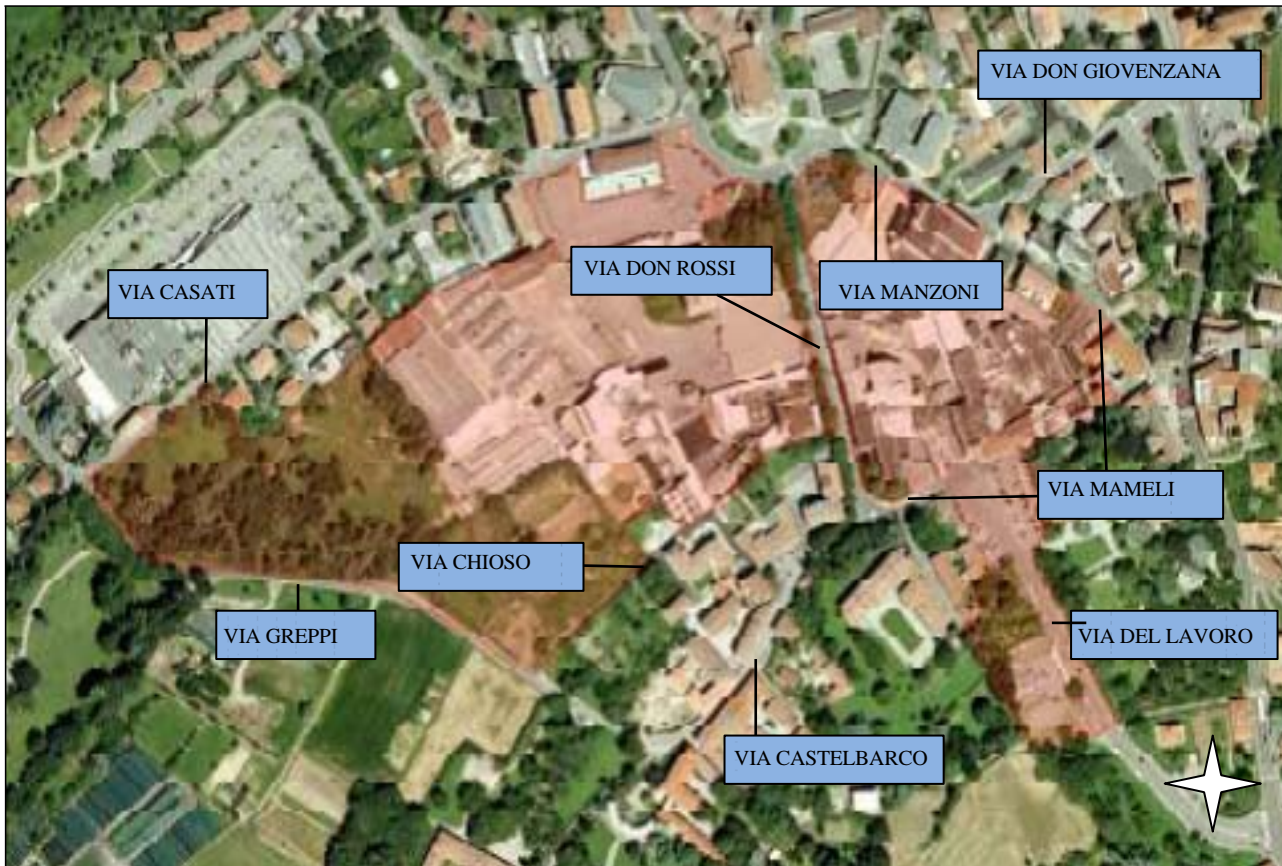 VIA DON GIOVENZANA
VIA DON ROSSI
VIA CASATI
VIA MANZONI
VIA MAMELI
VIA CHIOSO
VIA GREPPI
VIA DEL LAVORO
VIA CASTELBARCO